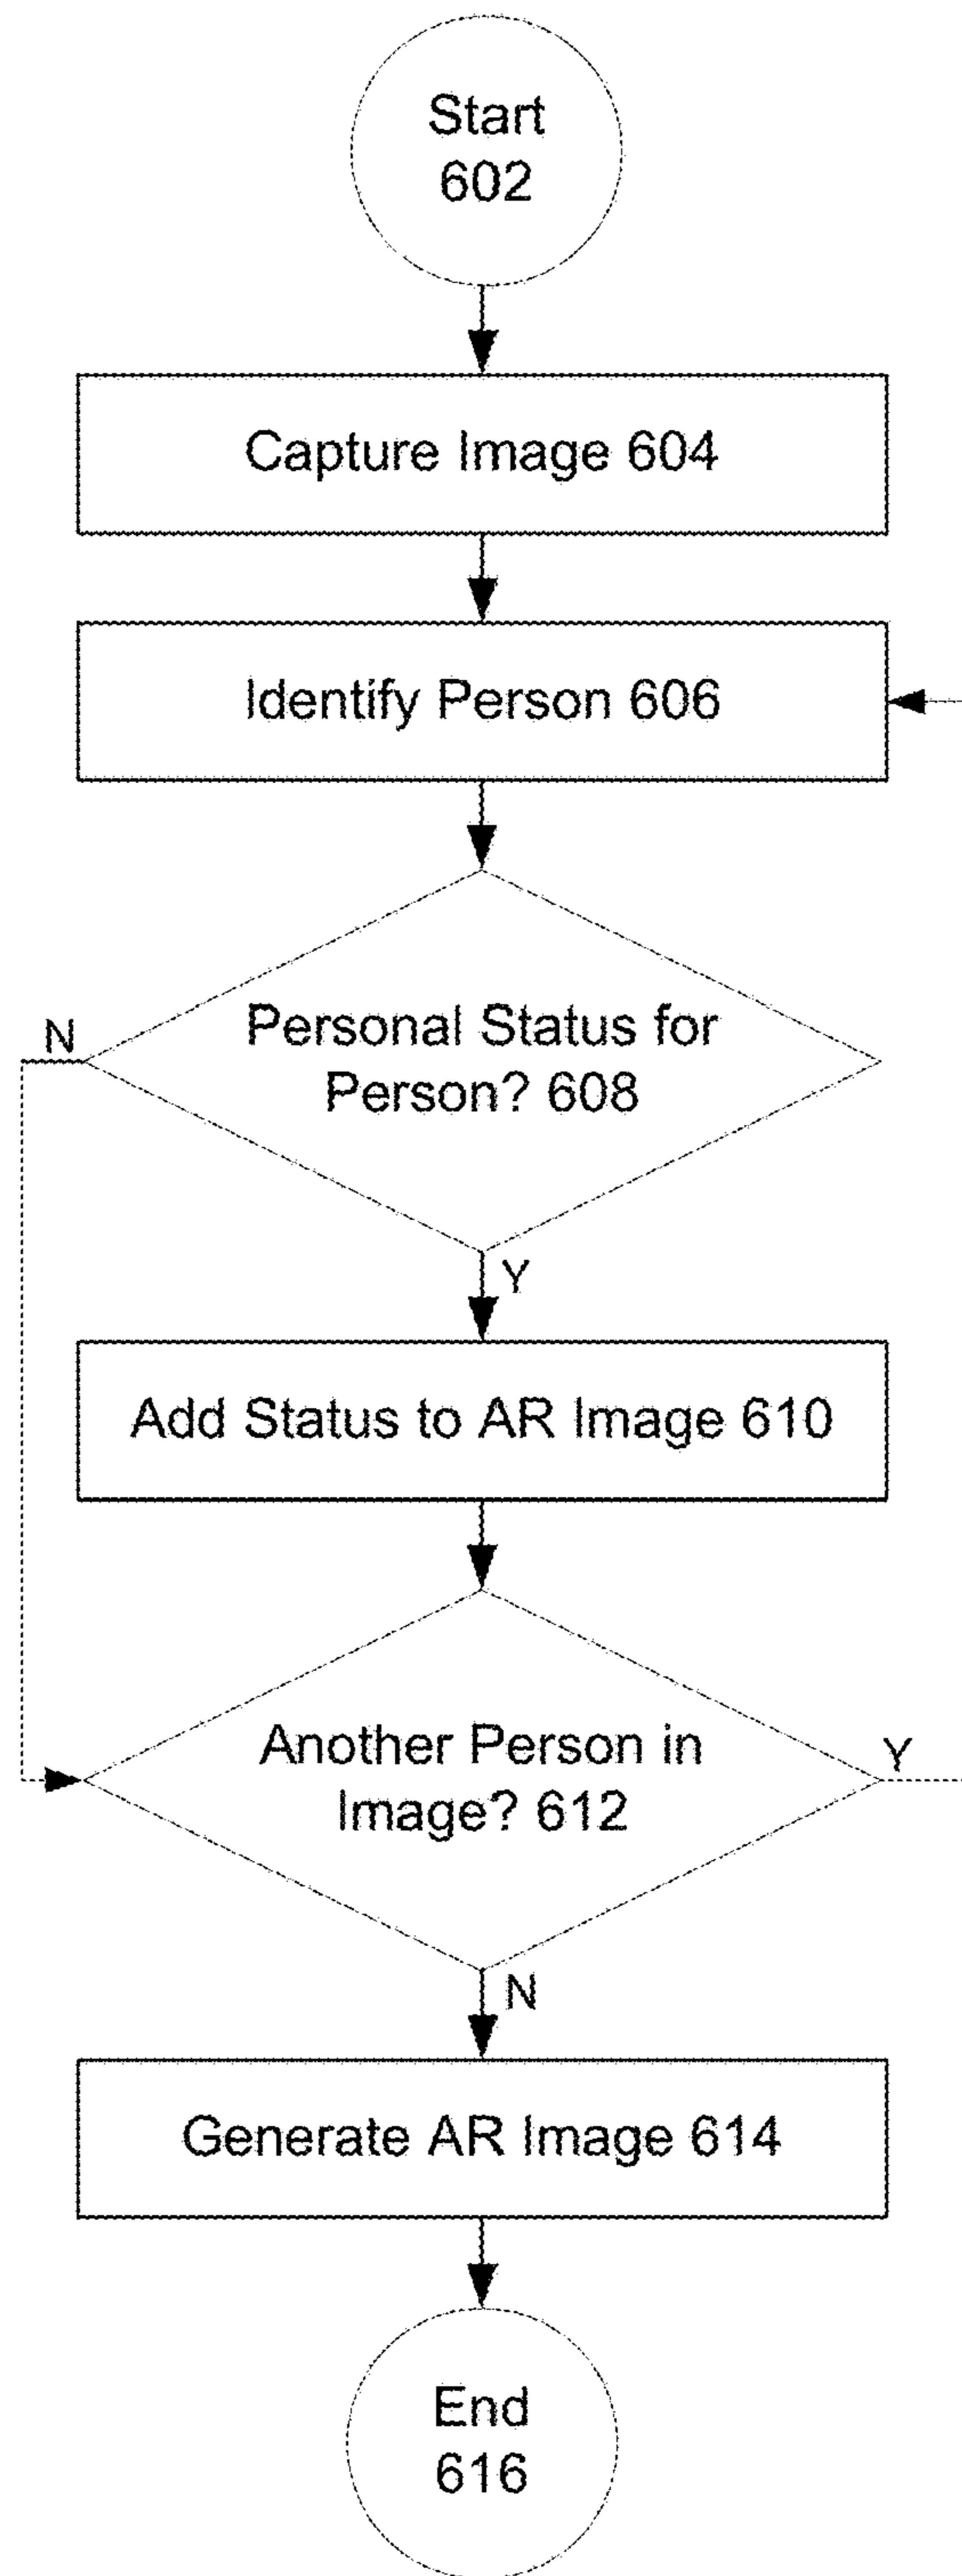 Start
602
Capture Image 604
Identify Person 606
N
Personal Status for
Person? 608
Y
Add Status to AR Image 610
Another Person in
Image? 612
Y
N
Generate AR Image 614
End
616